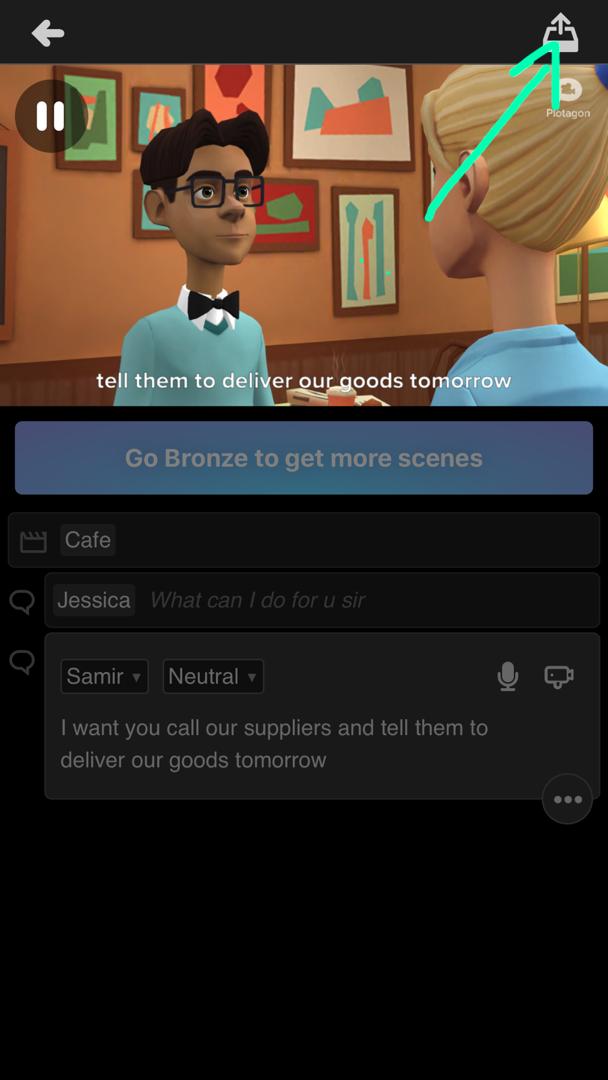 Plotagon
tell them to deliver our goods tomorrow
Go Bronze to get more scenes
Cafe
Jessica What can I do for u sir
Samir Neutral
I want you call our suppliers and tell them to
deliver our goods tomorrow